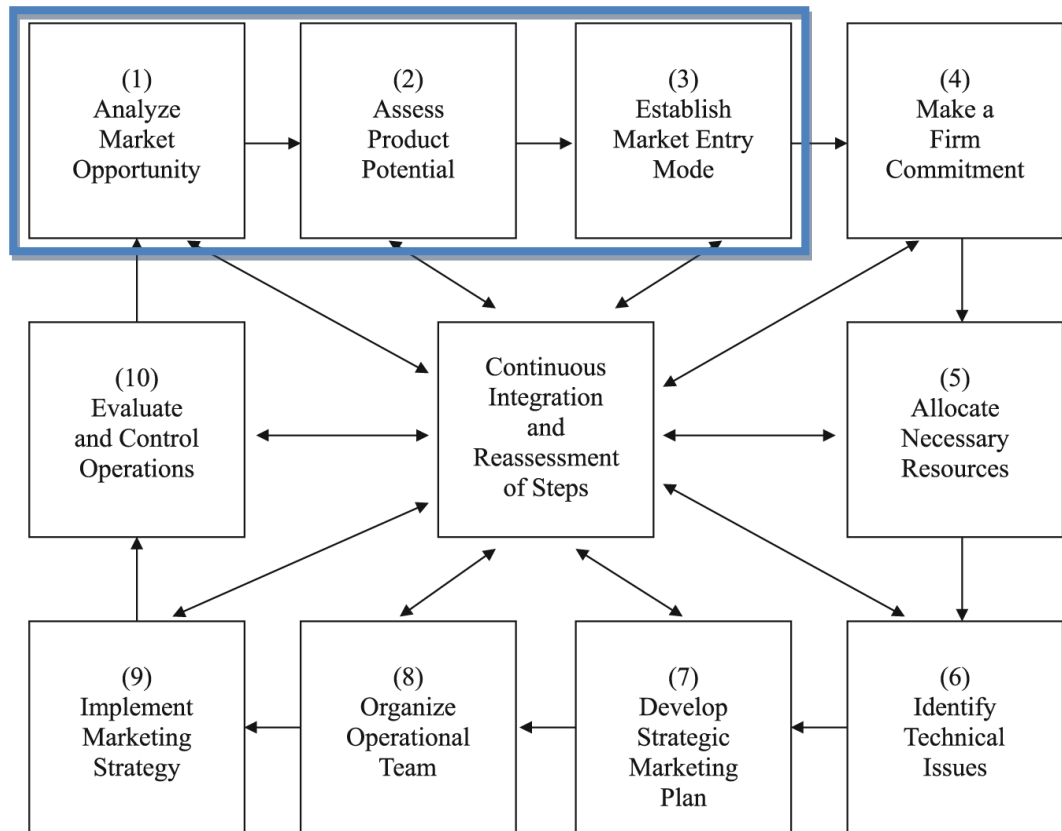 (1)
Analyze
Market
Opportunity
(2)
Assess
Product
Potential
(3)
Establish
Market Entry
Mode
(4)
Make a
Firm
Commitment
(10)
Evaluate
and Control
Operations
Continuous
Integration
and
Reassessment
of Steps
(5)
Allocate
Necessary
Resources
(9)
Implement
Marketing
Strategy
(8)
Organize
Operational
Team
(7)
Develop
Strategic
Marketing
Plan
(6)
Identify
Technical
Issues